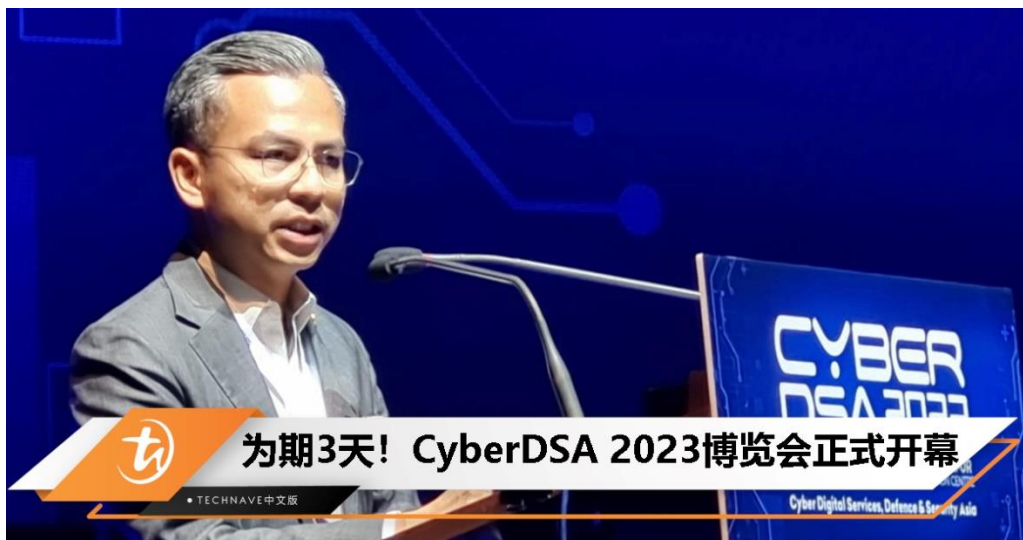 CYBER
DSA 2023
为期3天！CyberDSA 2023博览会正式开幕
• TECHNAVE中文版
Cyber Digital Services, Defence & Security Asia